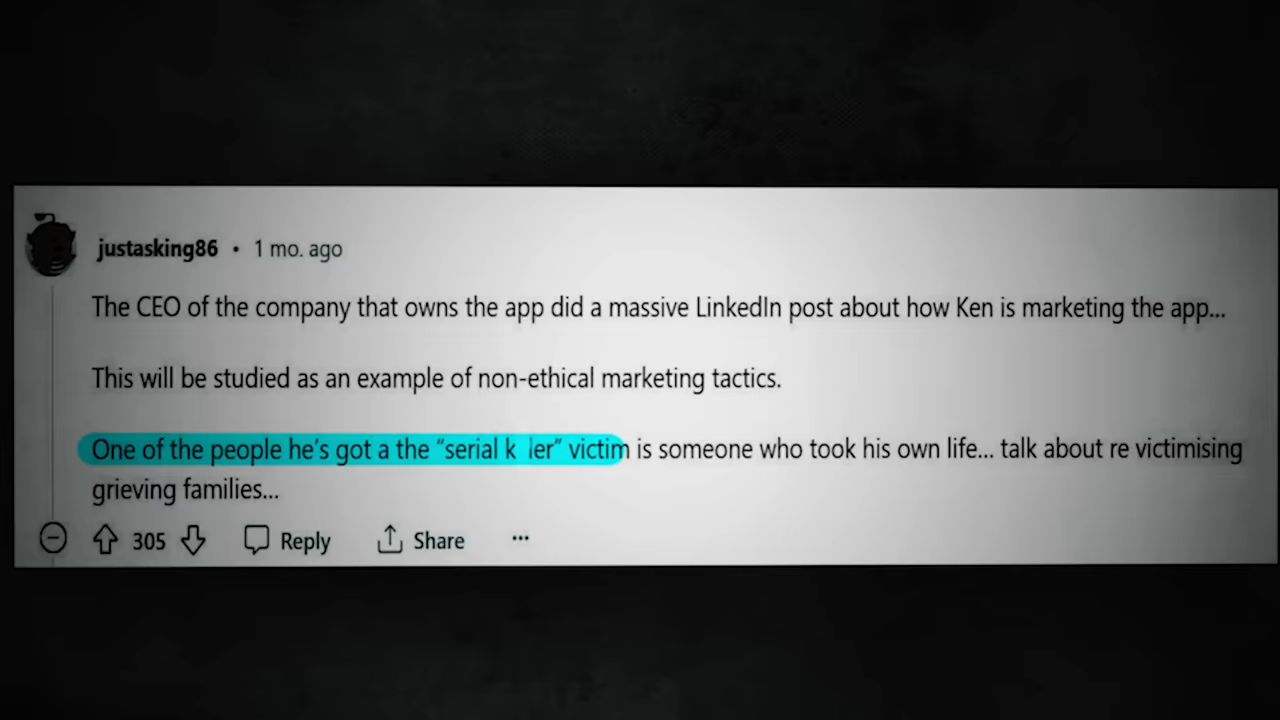 justasking86 • 1 mo. ago
The CEO of the company that owns the app did a massive LinkedIn post about how Ken is marketing the app...
This will be studied as an example of non-ethical marketing tactics.
One of the people he's got a the “serial k ler” victim is someone who took his own life... talk about re victimising
grieving families...
305 Reply Share ...